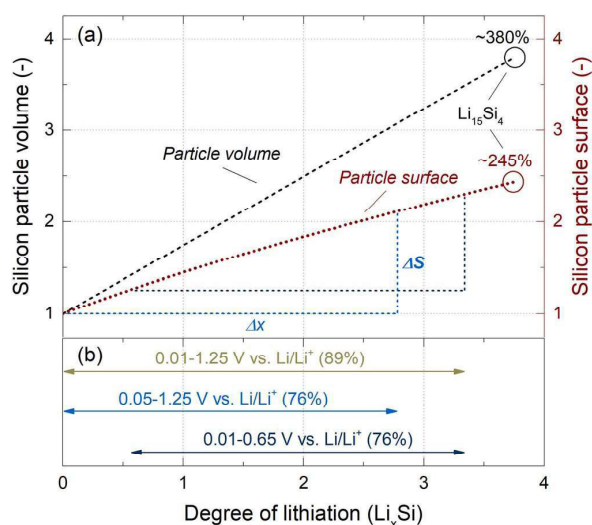 (a)
~380%
Li₁₅Si₄
~245%
Particle volume
Particle surface
ΔS
Δx
Silicon particle volume (-)
Silicon particle surface (-)
4
3
2
1
4
3
2
1
(b)
0.01-1.25 V vs. Li/Li⁺ (89%)
0.05-1.25 V vs. Li/Li⁺ (76%)
0.01-0.65 V vs. Li/Li⁺ (76%)
0 1 2 3 4
Degree of lithiation (LiₓSi)